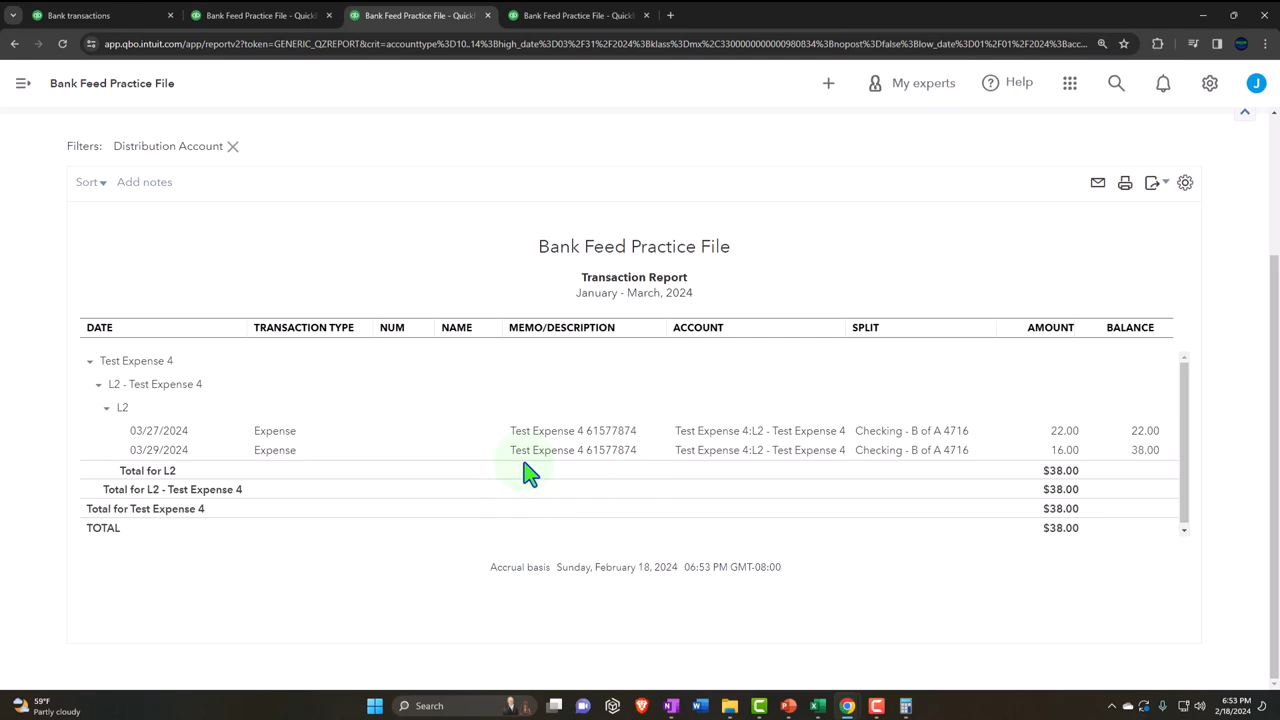 Bank transactions
Bank Feed Practice File - Quickl
Bank Feed Practice File - Quickl
Bank Feed Practice File - Quickl
app.qbo.intuit.com/app/reportv2?token=GENERIC_QZREPORT&crit=accounttype%3D10..14%3Bhigh_date%3D03%2F31%2F2024%3Bklass%3Dmx%2C3300000000000980834%3Bnopost%3Dfalse%3Blow_date%3D01%2F01%2F2024%3Bacc...
Bank Feed Practice File
My experts
Help
J
Filters: Distribution Account
Sort
Add notes
Bank Feed Practice File
Transaction Report
January - March, 2024
DATE TRANSACTION TYPE NUM NAME MEMO/DESCRIPTION ACCOUNT SPLIT AMOUNT BALANCE
Test Expense 4
L2 - Test Expense 4
L2
03/27/2024 Expense Test Expense 4 61577874 Test Expense 4:L2 - Test Expense 4 Checking - B of A 4716 22.00 22.00
03/29/2024 Expense Test Expense 4 61577874 Test Expense 4:L2 - Test Expense 4 Checking - B of A 4716 16.00 38.00
Total for L2 $38.00
Total for L2 - Test Expense 4 $38.00
Total for Test Expense 4 $38.00
TOTAL $38.00
Accrual basis Sunday, February 18, 2024 06:53 PM GMT-08:00
59°F
Partly cloudy
Search
6:53 PM
2/18/2024